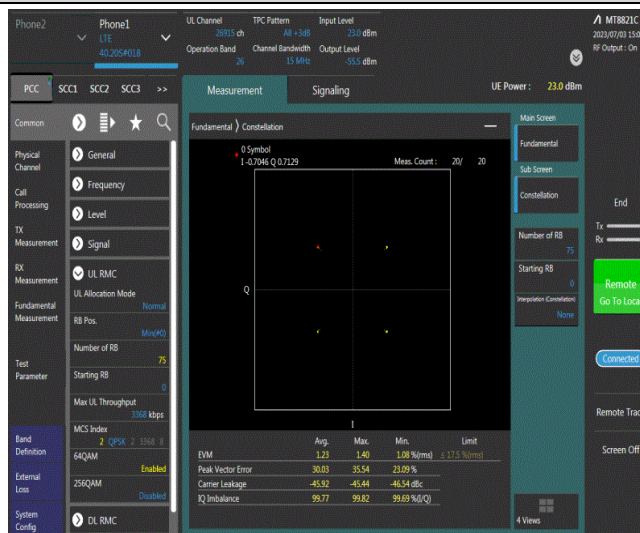 Phone2
Phone1
LTE
40.20S#018
UL Channel
26915 ch
TPC Pattern
All +3dB
Input Level
23.0 dBm
Operation Band
26
Channel Bandwidth
15 MHz
Output Level
-55.5 dBm
MT8821C
2023/07/03 15:0
RF Output : On
PCC SCC1 SCC2 SCC3 >>
Measurement
Signaling
UE Power : 23.0 dBm
Common
Physical Channel
Call Processing
TX Measurement
RX Measurement
Fundamental Measurement
Test Parameter
Band Definition
External Loss
System Config
General
Frequency
Level
Signal
UL RMC
UL Allocation Mode
Normal
RB Pos.
Min(#0)
Number of RB
75
Starting RB
0
Max UL Throughput
3368 kbps
MCS Index
2 QPSK 2 3368 8
64QAM
Enabled
256QAM
Disabled
DL RMC
Fundamental ⟩ Constellation
0 Symbol
I -0.7046 Q 0.7129
Meas. Count : 20/ 20
Q
I
Avg. Max. Min. Limit
EVM 1.23 1.40 1.08 %(rms) ≤ 17.5 %(rms)
Peak Vector Error 30.03 35.54 23.09 %
Carrier Leakage -45.92 -45.44 -46.54 dBc
IQ Imbalance 99.77 99.82 99.69 %(I/Q)
Main Screen
Fundamental
Sub Screen
Constellation
Number of RB
75
Starting RB
0
Interpolation (Constellation)
None
4 Views
End
Tx
Rx
Remote
Go To Loca
Connected
Remote Trac
Screen Off